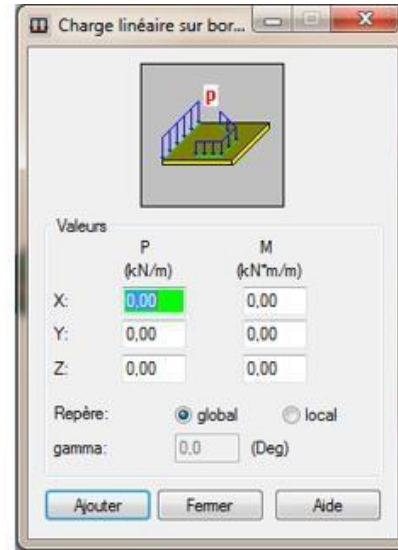 Charge linéaire sur bor...
P
Valeurs
P M
(kN/m) (kN*m/m)
X: 0,00 0,00
Y: 0,00 0,00
Z: 0,00 0,00
Repère: global local
gamma: 0,0 (Deg)
Ajouter Fermer Aide